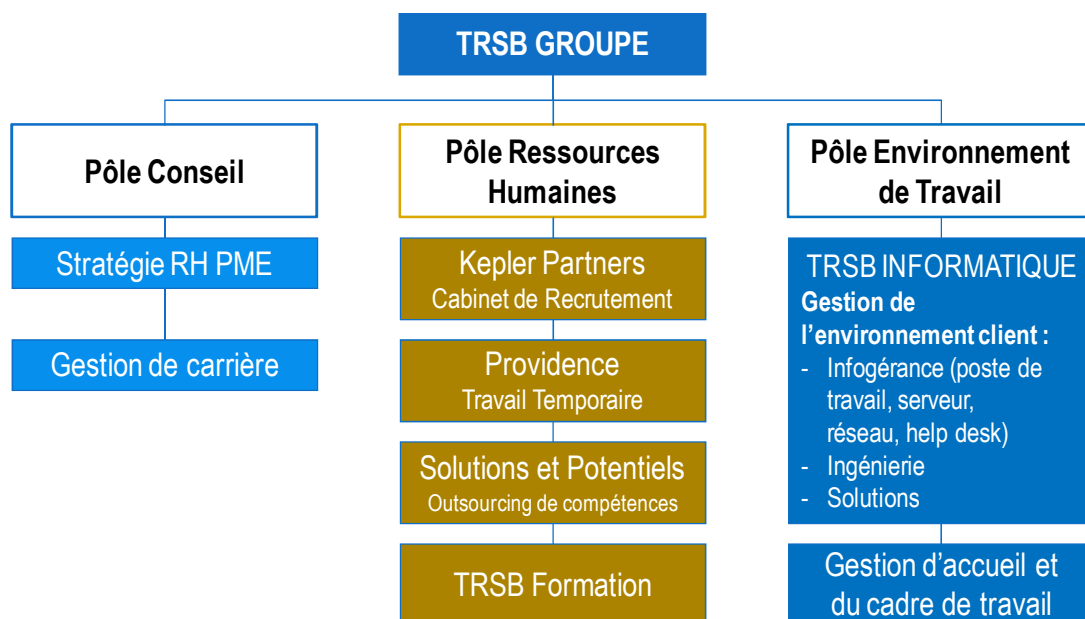 TRSB GROUPE
Pôle Conseil
Stratégie RH PME
Gestion de carrière
Pôle Ressources
Humaines
Kepler Partners
Cabinet de Recrutement
Providence
Travail Temporaire
Solutions et Potentiels
Outsourcing de compétences
TRSB Formation
Pôle Environnement
de Travail
TRSB INFORMATIQUE
Gestion de
l’environnement client :
- Infogérance (poste de
travail, serveur,
réseau, help desk)
- Ingénierie
- Solutions
Gestion d’accueil et
du cadre de travail